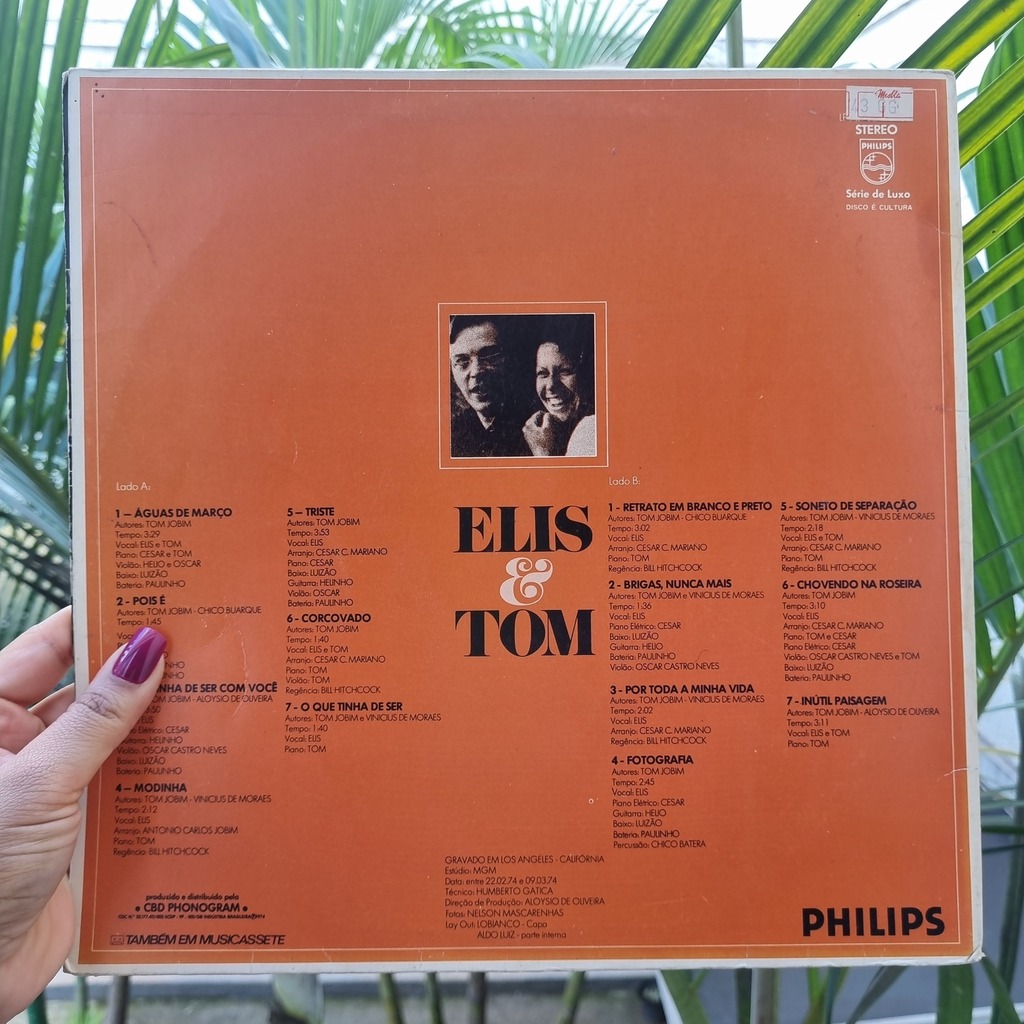 STEREO
PHILIPS
Série de Luxo
DISCO É CULTURA
Lado A:
1 — ÁGUAS DE MARÇO
Autores: TOM JOBIM
Tempo: 3:29
Vocal: ELIS e TOM
Piano: CESAR e TOM
Violão: HELIO e OSCAR
Baixo: LUIZÃO
Bateria: PAULINHO
2 - POIS É
Autores: TOM JOBIM - CHICO BUARQUE
Tempo: 1:45
NHA DE SER COM VOCÊ
OM JOBIM - ALOYSIO DE OLIVEIRA
ELIS
Elétrico: CESAR
HELINHO
Violão: OSCAR CASTRO NEVES
Baixo: LUIZÃO
Bateria: PAULINHO
4 — MODINHA
Autores: TOM JOBIM - VINICIUS DE MORAES
Tempo: 2:12
Vocal: ELIS
Arranjo: ANTONIO CARLOS JOBIM
Piano: TOM
Regência: BILL HITCHCOCK
5 — TRISTE
Autores: TOM JOBIM
Tempo: 3:53
Vocal: ELIS
Arranjo: CESAR C. MARIANO
Piano: CESAR
Baixo: LUIZÃO
Guitarra: HELINHO
Violão: OSCAR
Bateria: PAULINHO
6 - CORCOVADO
Autores: TOM JOBIM
Tempo: 1:40
Vocal: ELIS e TOM
Arranjo: CESAR C. MARIANO
Piano: TOM
Violão: TOM
Regência: BILL HITCHCOCK
7 - O QUE TINHA DE SER
Autores: TOM JOBIM e VINICIUS DE MORAES
Tempo: 1:40
Vocal: ELIS
Piano: TOM
ELIS
&
TOM
Lado B:
1 - RETRATO EM BRANCO E PRETO
Autores: TOM JOBIM - CHICO BUARQUE
Tempo: 3:02
Vocal: ELIS
Arranjo: CESAR C. MARIANO
Piano: CESAR
Regência: BILL HITCHCOCK
2 - BRIGAS, NUNCA MAIS
Autores: TOM JOBIM e VINICIUS DE MORAES
Tempo: 1:36
Vocal: ELIS
Piano Elétrico: CESAR
Baixo: LUIZÃO
Guitarra: HELIO
Bateria: PAULINHO
Violão: OSCAR CASTRO NEVES
3 - POR TODA A MINHA VIDA
Autores: TOM JOBIM - VINICIUS DE MORAES
Tempo: 2:02
Vocal: ELIS
Arranjo: CESAR C. MARIANO
Regência: BILL HITCHCOCK
4 - FOTOGRAFIA
Autores: TOM JOBIM
Tempo: 2:45
Vocal: ELIS
Piano Elétrico: CESAR
Guitarra: HELIO
Baixo: LUIZÃO
Bateria: PAULINHO
Percussão: CHICO BATERA
5 - SONETO DE SEPARAÇÃO
Autores: TOM JOBIM - VINICIUS DE MORAES
Tempo: 2:18
Vocal: ELIS e TOM
Arranjo: CESAR C. MARIANO
Piano: TOM
Regência: BILL HITCHCOCK
6 - CHOVENDO NA ROSEIRA
Tempo: 3:10
Vocal: ELIS
Arranjo: CESAR C. MARIANO
Piano: TOM e CESAR
Violão: OSCAR CASTRO NEVES e TOM
Baixo: LUIZÃO
Bateria: PAULINHO
7 - INÚTIL PAISAGEM
Autores: TOM JOBIM - ALOYSE DE OLIVEIRA
Tempo: 3:11
Vocal: ELIS e TOM
Piano: TOM
GRAVADO EM LOS ANGELES - CALIFÓRNIA
Estúdio: MGM
Data: entre 22.02.74 e 09.03.74
Técnico: HUMBERTO GATICA
Direção de Produção: ALOYSIO DE OLIVEIRA
Fotos: NELSON MASCARENHAS
Lay Out: LOBIANCO - Capa
ALDO LUIZ - parte interna
produzido e distribuido pela
• CBD PHONOGRAM •
TAMBÉM EM MUSICASSETE
PHILIPS